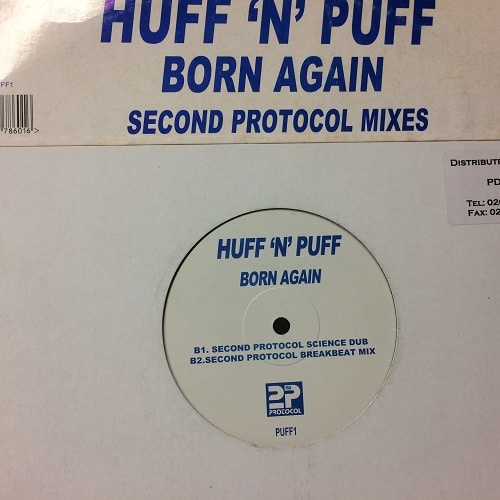 HUFF 'N' PUFF
BORN AGAIN
SECOND PROTOCOL MIXES
FF1
786016>
DISTRIBUTE
PD
TEL: 02
FAX: 02
HUFF 'N' PUFF
BORN AGAIN
B1. SECOND PROTOCOL SCIENCE DUB
B2.SECOND PROTOCOL BREAKBEAT MIX
2P
PROTOCOL
PUFF1